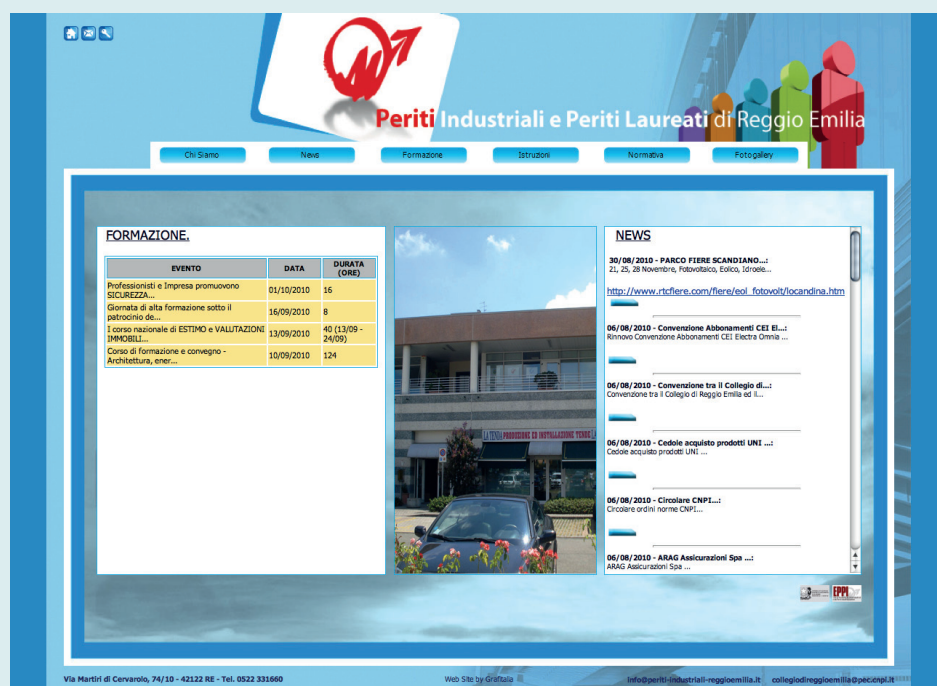 Periti Industriali e Periti Laureati di Reggio Emilia
Chi Siamo
News
Formazione
Istruzioni
Normativa
Fotogallery
FORMAZIONE.
EVENTO DATA DURATA (ORE)
Professionisti e Impresa promuovono
SICUREZZA... 01/10/2010 16
Giornata di alta formazione sotto il
patrocinio de... 16/09/2010 8
I corso nazionale di ESTIMO e VALUTAZIONI
IMMOBILI... 13/09/2010 40 (13/09 -
24/09)
Corso di formazione e convegno -
Architettura, ener... 10/09/2010 124
LA TENDA PRODUZIONE ED INSTALLAZIONE TENDE
NEWS
30/08/2010 - PARCO FIERE SCANDIANO...:
21, 25, 28 Novembre, Fotovoltaico, Eolico, Idroele...
http://www.rtcfiere.com/fiere/eol_fotovolt/locandina.htm
06/08/2010 - Convenzione Abbonamenti CEI El...:
Rinnovo Convenzione Abbonamenti CEI Electra Omnia ...
06/08/2010 - Convenzione tra il Collegio di...:
Convenzione tra il Collegio di Reggio Emilia ed il...
06/08/2010 - Cedole acquisto prodotti UNI ...:
Cedole acquisto prodotti UNI ...
06/08/2010 - Circolare CNPI...:
Circolare ordini norme CNPI...
06/08/2010 - ARAG Assicurazioni Spa ...:
ARAG Assicurazioni Spa ...
EPPI
Via Martiri di Cervarolo, 74/10 - 42122 RE - Tel. 0522 331660
Web Site by Grafitalia
info@periti-industriali-reggioemilia.it collegiodireggioemilia@pec.cnpi.it